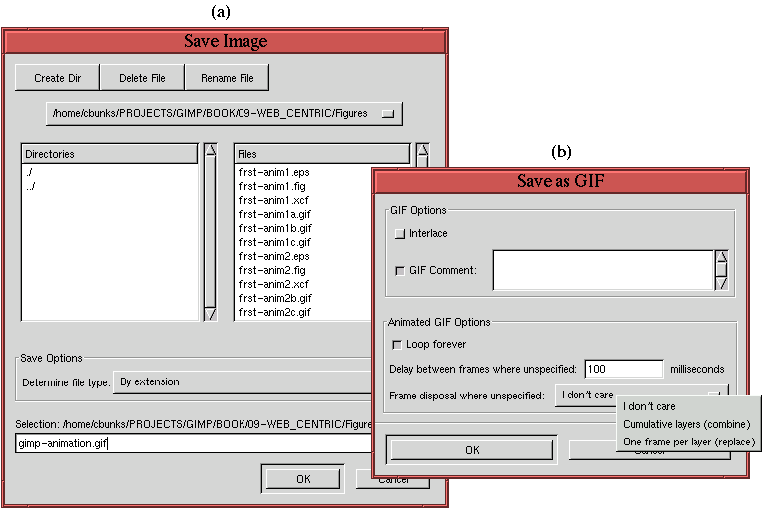 (a)
Save Image
Create Dir Delete File Rename File
/home/cbunks/PROJECTS/GIMP/BOOK/09-WEB_CENTRIC/Figures
Directories
./
../
Files
frst-anim1.eps
frst-anim1.fig
frst-anim1.xcf
frst-anim1a.gif
frst-anim1b.gif
frst-anim1c.gif
frst-anim2.eps
frst-anim2.fig
frst-anim2.xcf
frst-anim2b.gif
frst-anim2c.gif
Save Options
Determine file type: By extension
Selection: /home/cbunks/PROJECTS/GIMP/BOOK/09-WEB_CENTRIC/Figure
gimp-animation.gif
OK Cancel
(b)
Save as GIF
GIF Options
Interlace
GIF Comment:
Animated GIF Options
Loop forever
Delay between frames where unspecified: 100 milliseconds
Frame disposal where unspecified: I don't care
I don't care
Cumulative layers (combine)
One frame per layer (replace)
OK Cancel